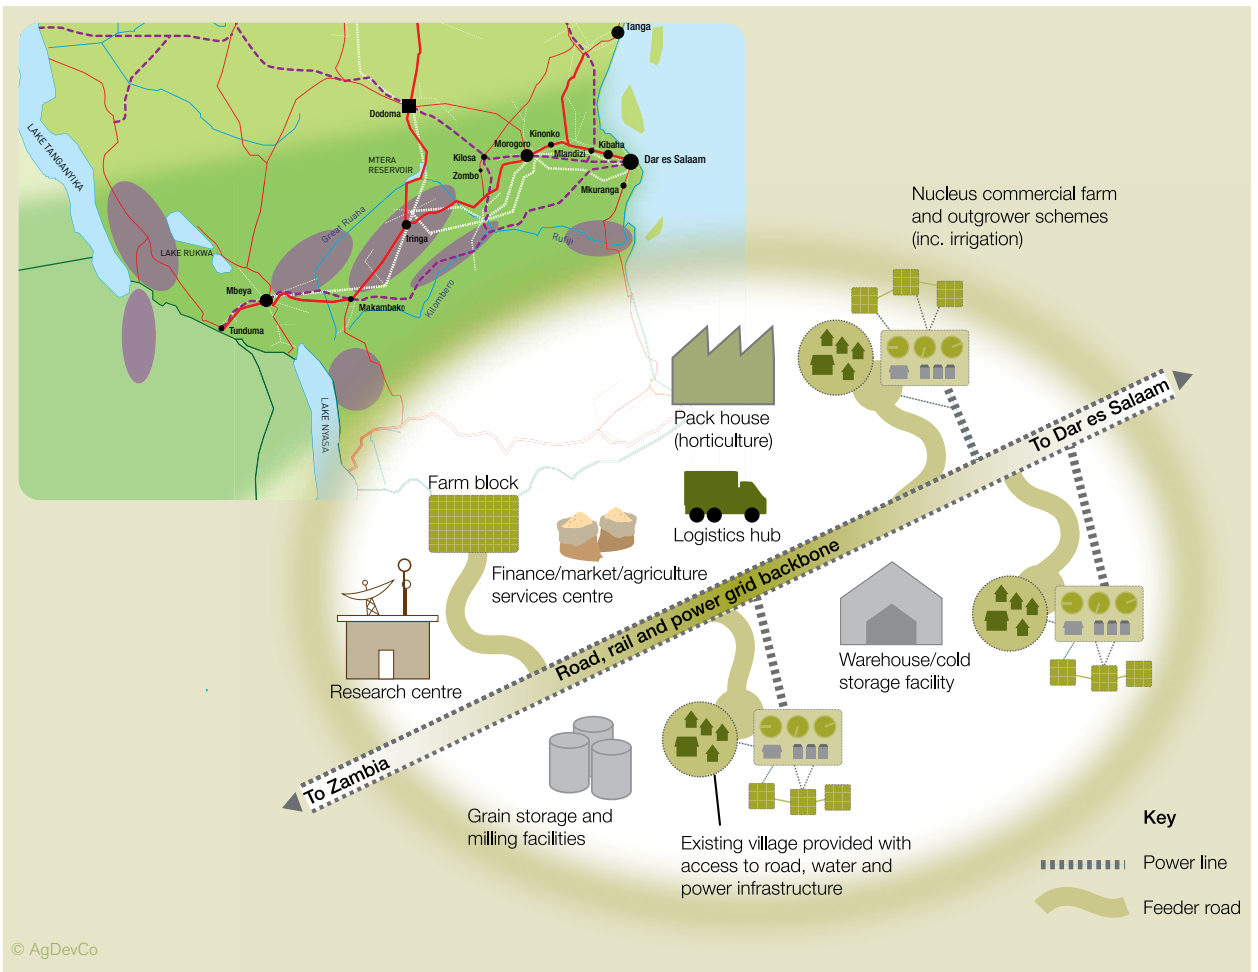 Tanga
Dodoma
LAKE TANGANYIKA
MTERA
RESERVOIR
Kilosa
Zombo
Morogoro
Kinonko
Mlandizi
Kibaha
Dar es Salaam
Mkuranga
Great Ruaha
Iringa
Rufiji
LAKE RUKWA
Mbeya
Makambako
Kilombero
Tunduma
LAKE NYASA
Nucleus commercial farm
and outgrower schemes
(inc. irrigation)
Pack house
(horticulture)
To Dar es Salaam
Farm block
Logistics hub
Finance/market/agriculture
services centre
Road, rail and power grid backbone
Research centre
Warehouse/cold
storage facility
To Zambia
Grain storage and
milling facilities
Existing village provided with
access to road, water and
power infrastructure
Key
Power line
Feeder road
© AgDevCo